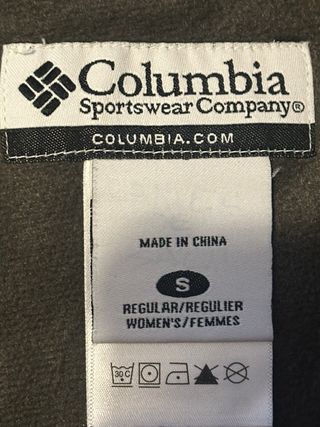 Columbia
Sportswear Company®
COLUMBIA.COM
MADE IN CHINA
S
REGULAR/REGULIER
WOMEN'S/FEMMES
30 C